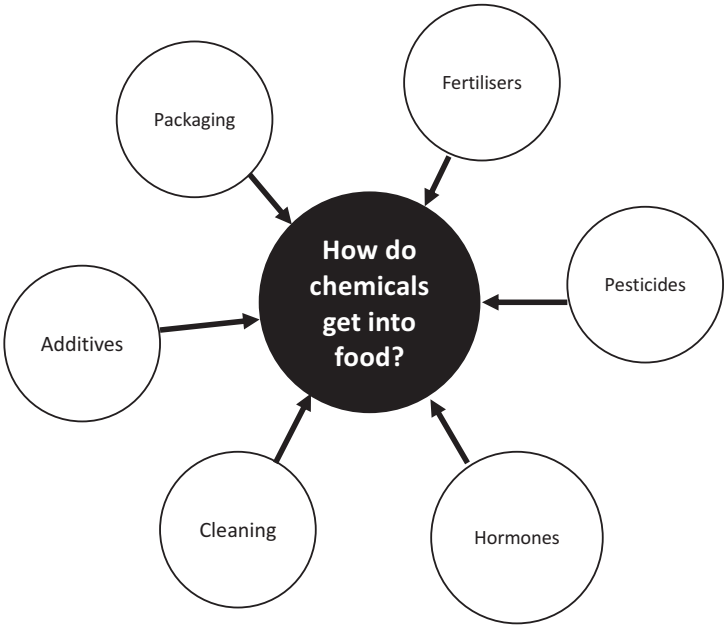 Fertilisers
Packaging
How do
chemicals
get into
food?
Pesticides
Additives
Cleaning
Hormones